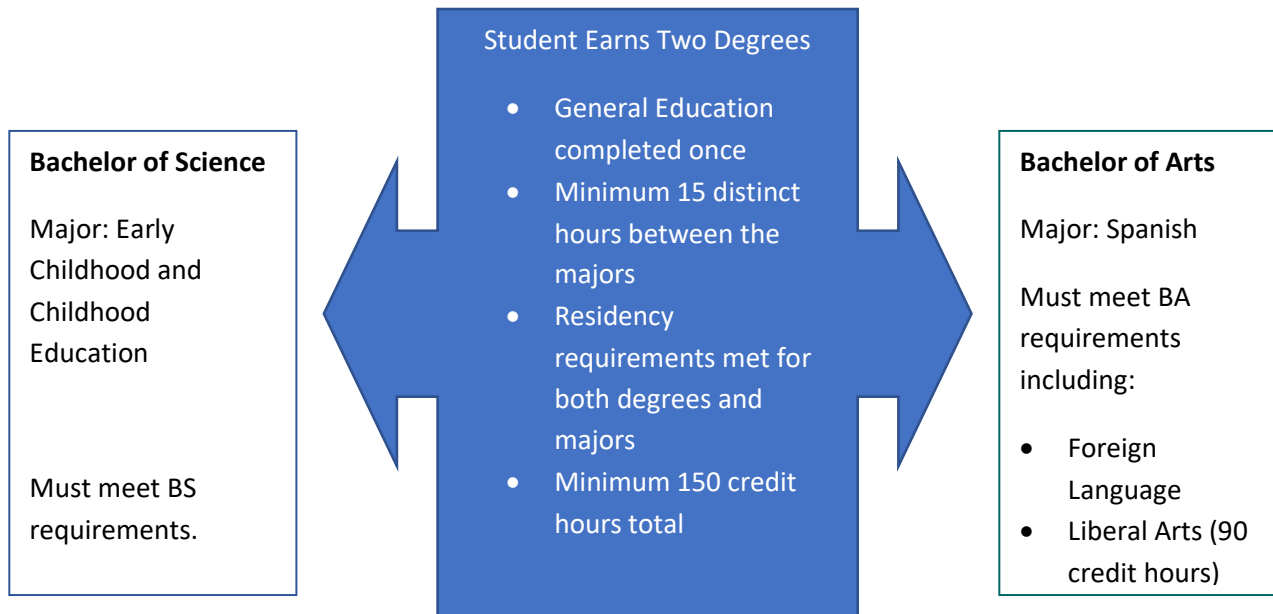 Student Earns Two Degrees
• General Education
completed once
• Minimum 15 distinct
hours between the
majors
• Residency
requirements met for
both degrees and
majors
• Minimum 150 credit
hours total
Bachelor of Science
Major: Early
Childhood and
Childhood
Education
Must meet BS
requirements.
Bachelor of Arts
Major: Spanish
Must meet BA
requirements
including:
• Foreign
Language
• Liberal Arts (90
credit hours)